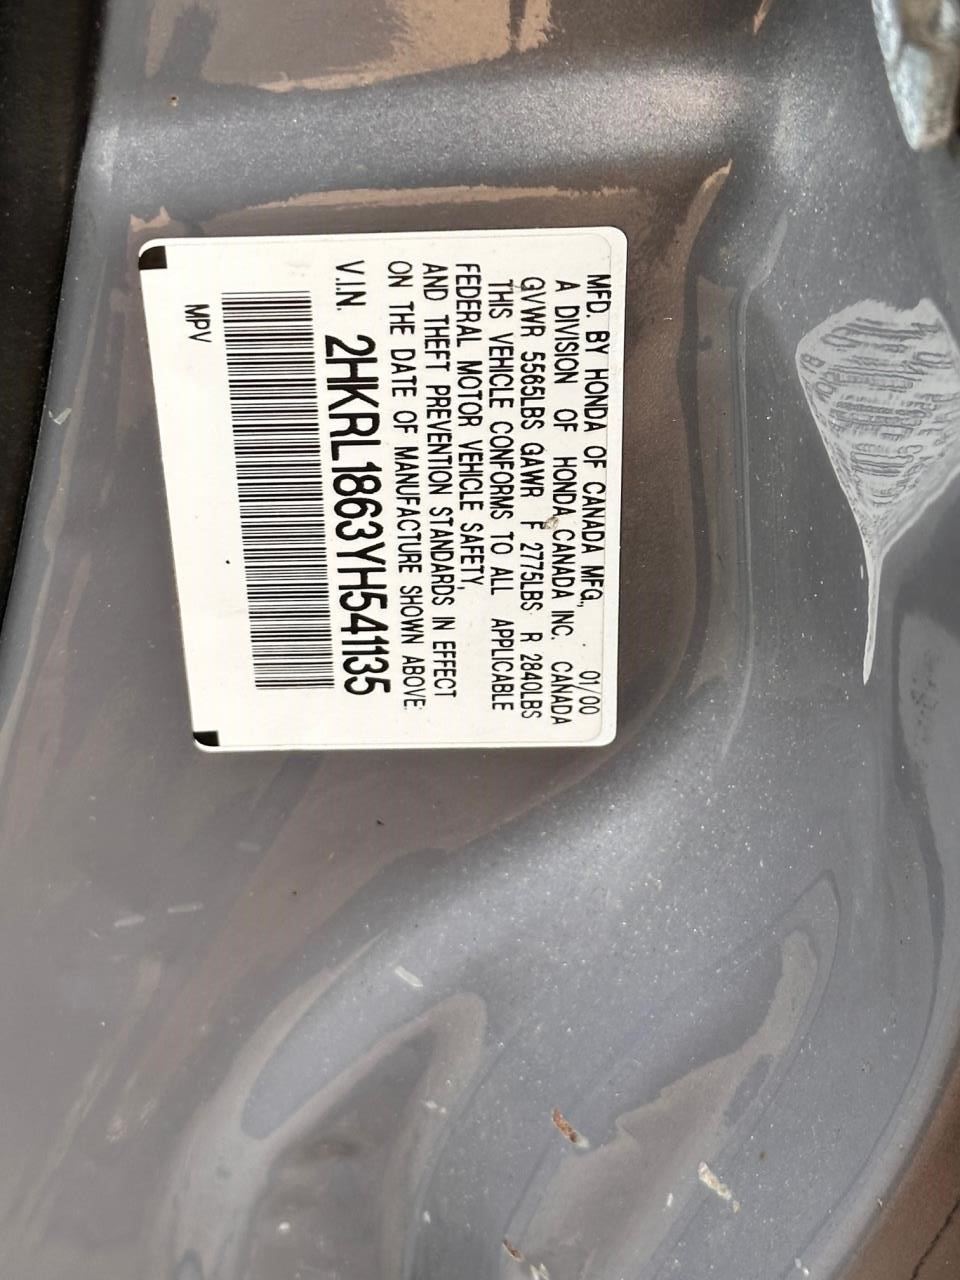 MFD. BY HONDA OF CANADA MFG., 01/00
A DIVISION OF HONDA CANADA INC. CANADA
GVWR 5565LBS GAWR F 2775LBS R 2840LBS
THIS VEHICLE CONFORMS TO ALL APPLICABLE
FEDERAL MOTOR VEHICLE SAFETY,
AND THEFT PREVENTION STANDARDS IN EFFECT
ON THE DATE OF MANUFACTURE SHOWN ABOVE.
V.I.N. 2HKRL1863YH541135
MPV